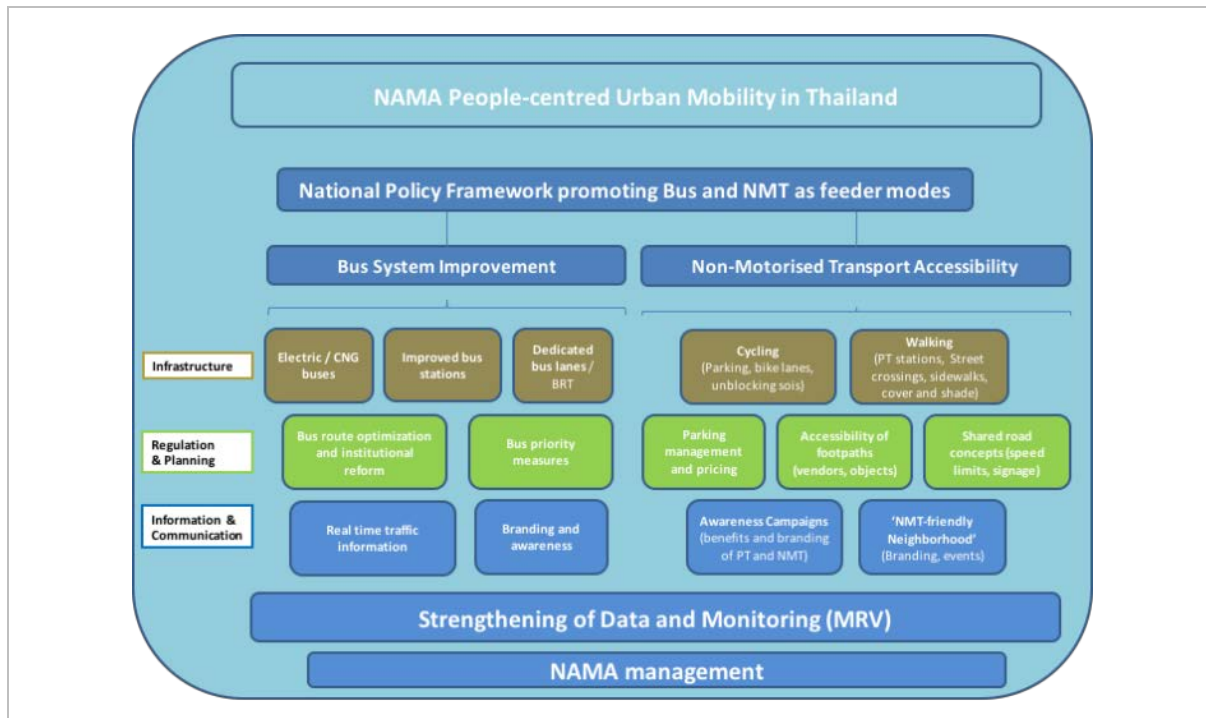 NAMA People-centred Urban Mobility in Thailand
National Policy Framework promoting Bus and NMT as feeder modes
Bus System Improvement
Non-Motorised Transport Accessibility
Infrastructure
Electric / CNG
buses
Improved bus
stations
Dedicated
bus lanes /
BRT
Cycling
(Parking, bike lanes,
unblocking sois)
Walking
(PT stations, Street
crossings, sidewalks,
cover and shade)
Regulation
& Planning
Bus route optimization
and institutional
reform
Bus priority
measures
Parking
management
and pricing
Accessibility of
footpaths
(vendors, objects)
Shared road
concepts (speed
limits, signage)
Information &
Communication
Real time traffic
information
Branding and
awareness
Awareness Campaigns
(benefits and branding
of PT and NMT)
‘NMT-friendly
Neighborhood’
(Branding, events)
Strengthening of Data and Monitoring (MRV)
NAMA management